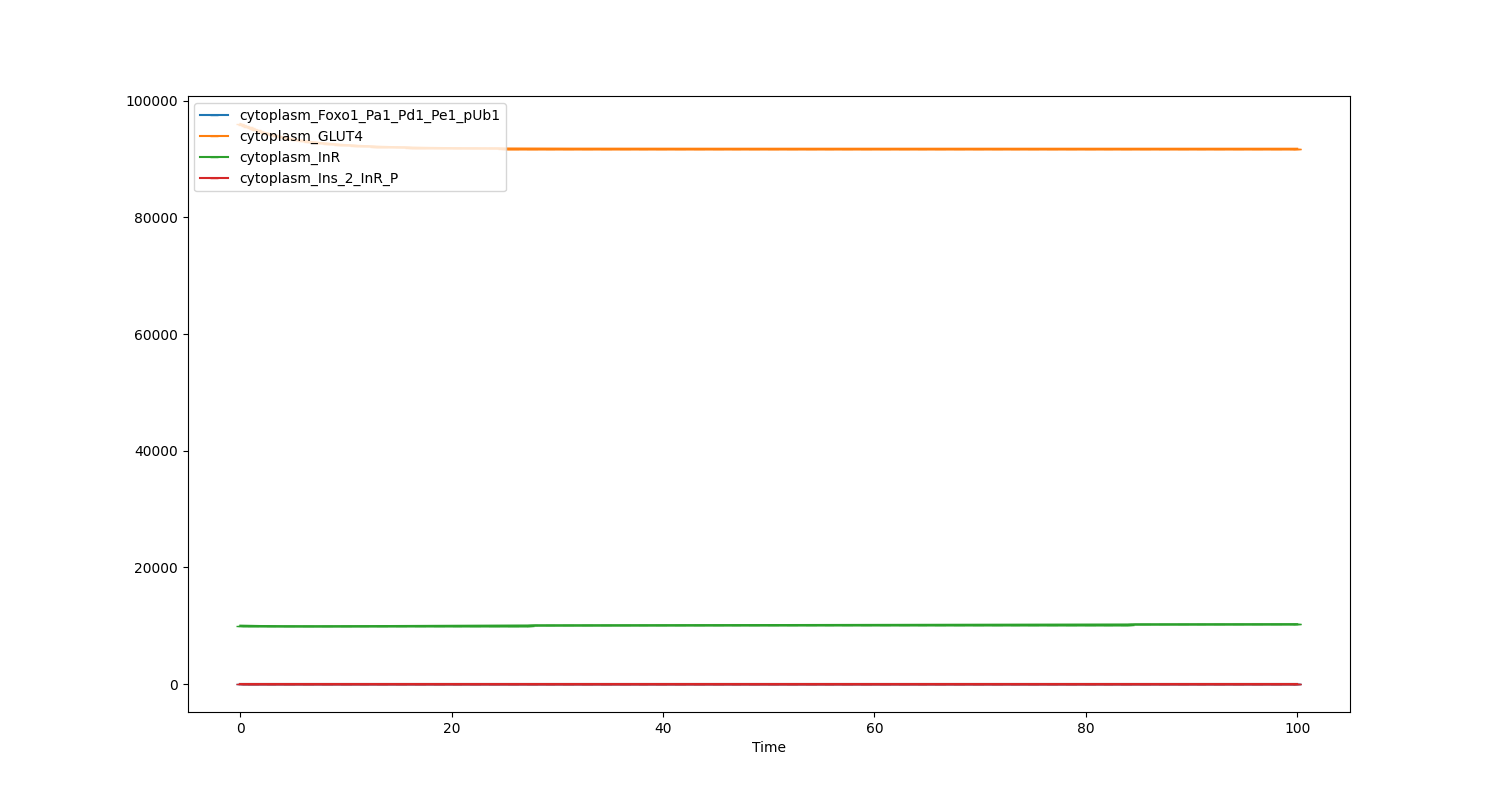 100000
80000
60000
40000
20000
0
cytoplasm_Foxo1_Pa1_Pd1_Pe1_pUb1
cytoplasm_GLUT4
cytoplasm_InR
cytoplasm_Ins_2_InR_P
0 20 40 60 80 100
Time